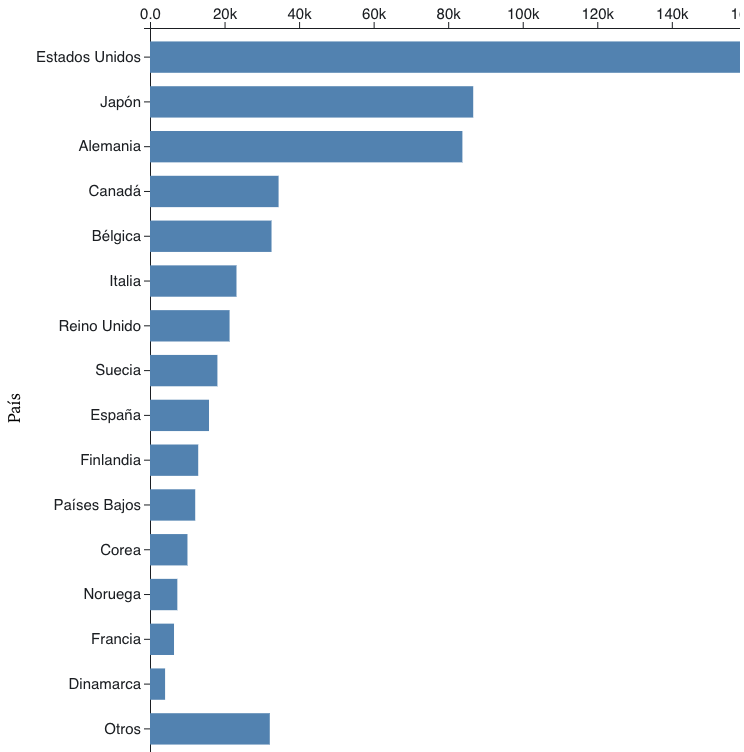 0.0 20k 40k 60k 80k 100k 120k 140k
Estados Unidos
Japón
Alemania
Canadá
Bélgica
Italia
Reino Unido
Suecia
País
España
Finlandia
Países Bajos
Corea
Noruega
Francia
Dinamarca
Otros